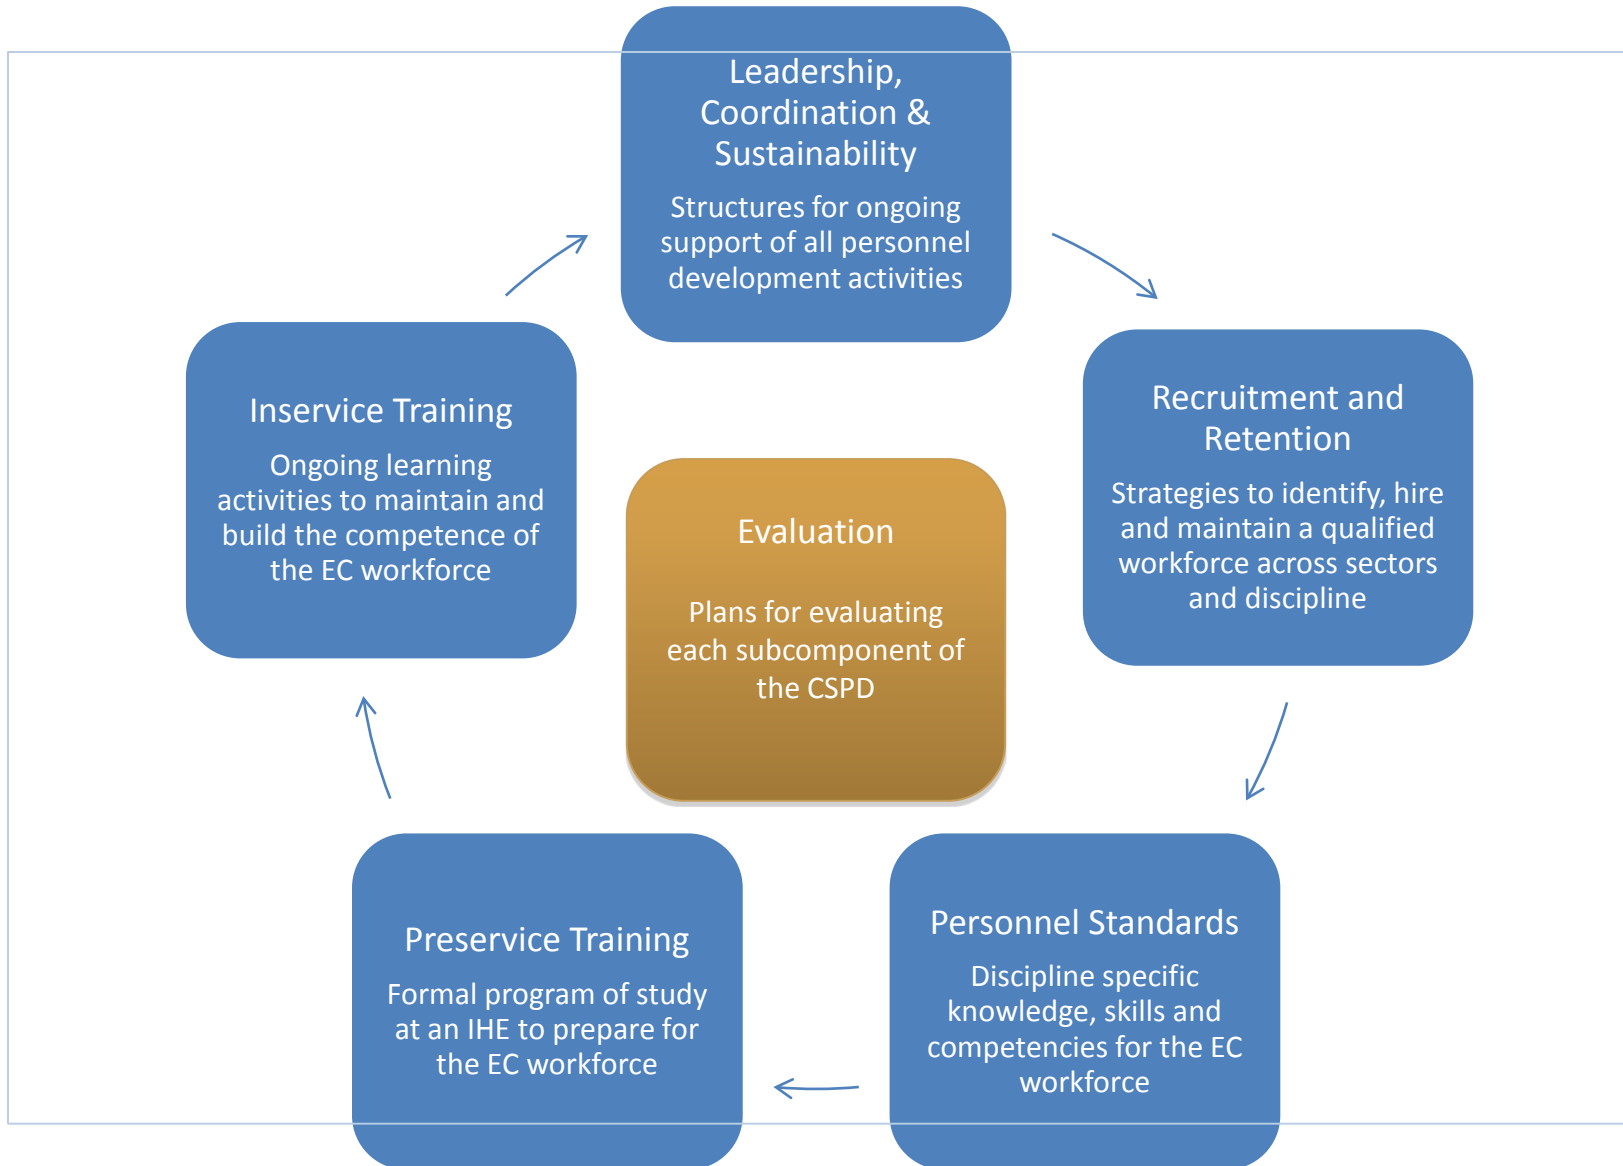 Leadership,
Coordination &
Sustainability
Structures for ongoing
support of all personnel
development activities
Recruitment and
Retention
Strategies to identify, hire
and maintain a qualified
workforce across sectors
and discipline
Personnel Standards
Discipline specific
knowledge, skills and
competencies for the EC
workforce
Preservice Training
Formal program of study
at an IHE to prepare for
the EC workforce
Inservice Training
Ongoing learning
activities to maintain and
build the competence of
the EC workforce
Evaluation
Plans for evaluating
each subcomponent of
the CSPD